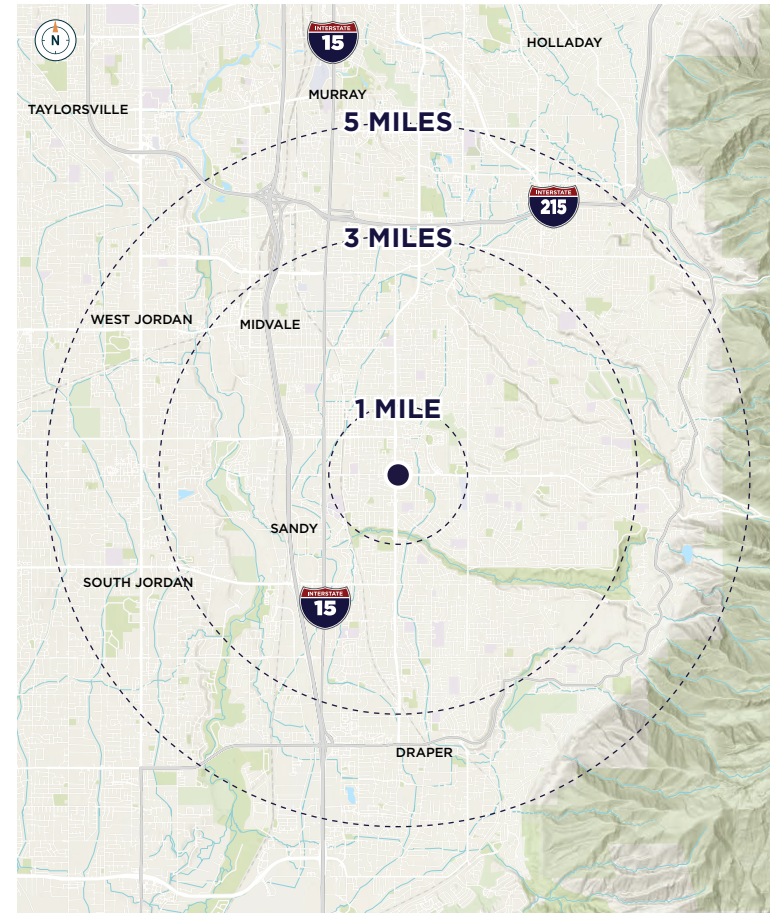 N
INTERSTATE
15
HOLLADAY
MURRAY
TAYLORSVILLE
5 MILES
INTERSTATE
215
3 MILES
WEST JORDAN
MIDVALE
1 MILE
SANDY
SOUTH JORDAN
INTERSTATE
15
DRAPER